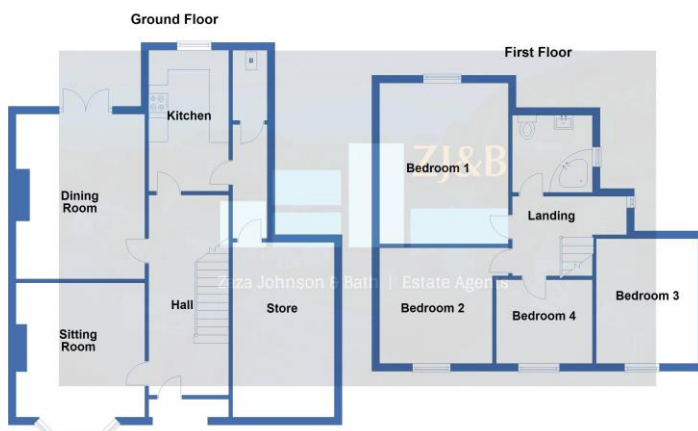 Ground Floor
First Floor
B
Kitchen
ZJ&B
Bedroom 1
Dining
Room
Landing
Zaza Johnson & Bath | Estate Agents
Hall
Store
Bedroom 2
Bedroom 4
Bedroom 3
Sitting
Room